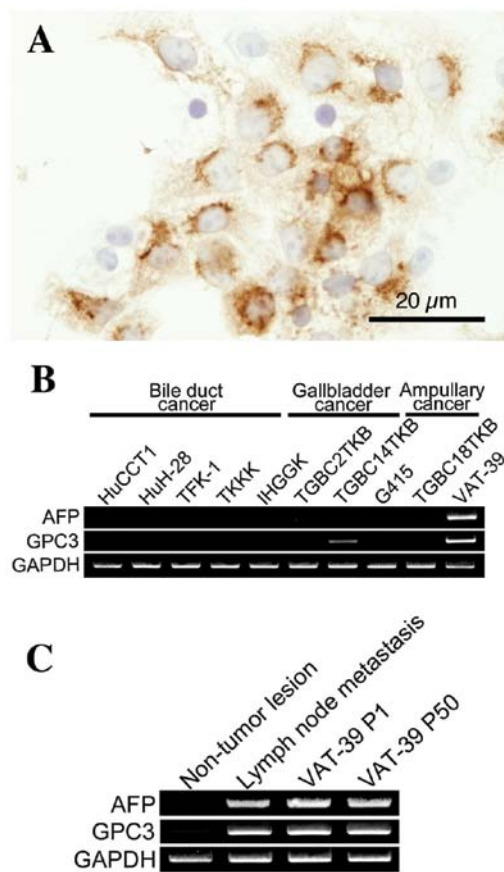 A
20 µm
B
Bile duct cancer
Gallbladder cancer
Ampullary cancer
HuCCT1
HuH-28
TFK-1
TKKK
IHGGK
TGBC2TKB
TGBC14TKB
G415
TGBC18TKB
VAT-39
AFP
GPC3
GAPDH
C
Non-tumor lesion
Lymph node metastasis
VAT-39 P1
VAT-39 P50
AFP
GPC3
GAPDH